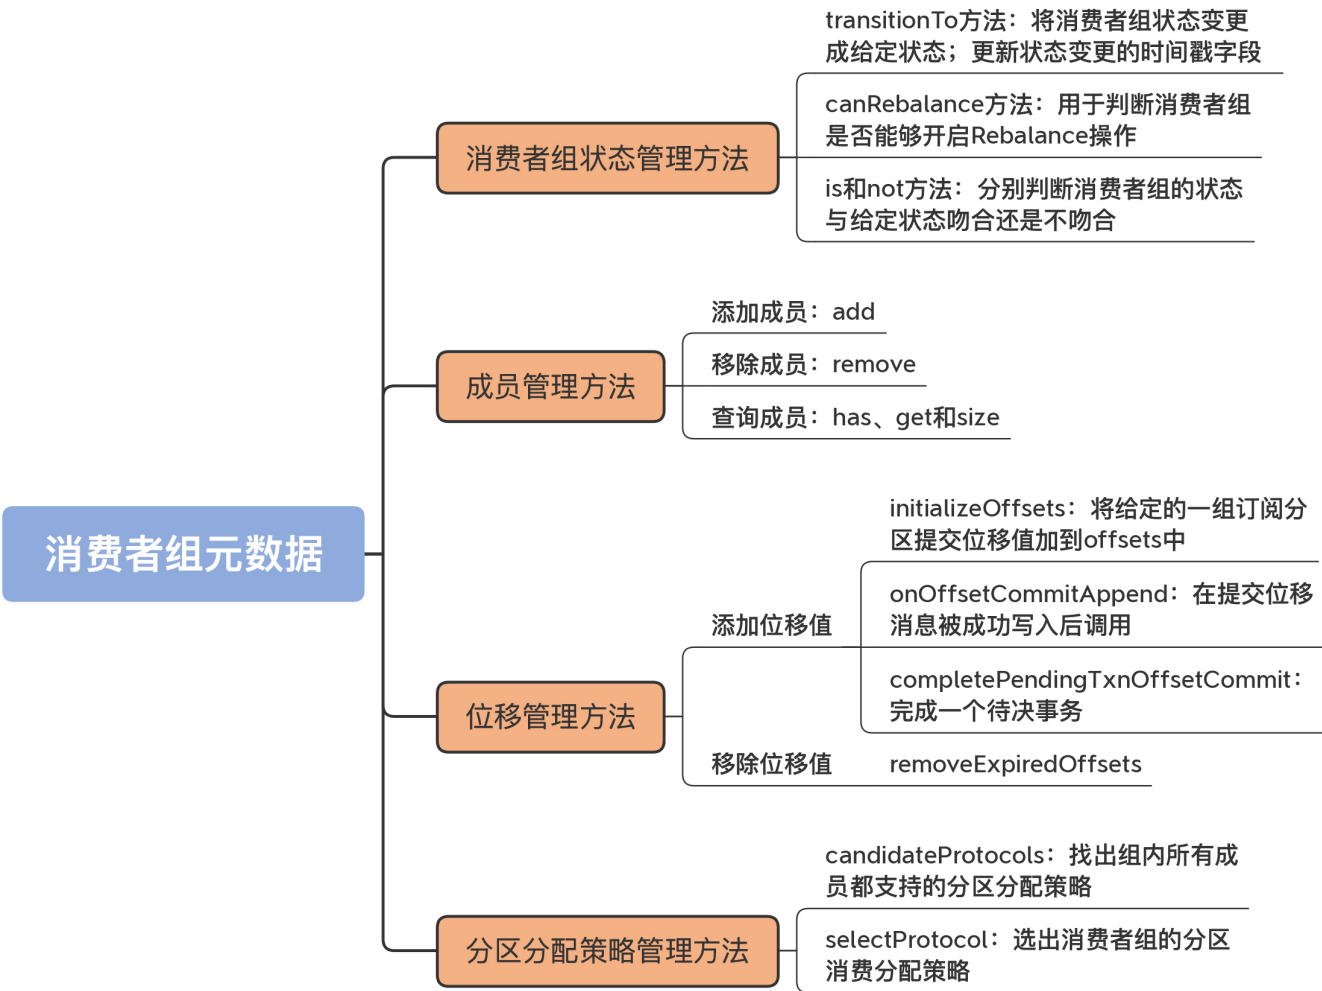 transitionTo方法：将消费者组状态变更
成给定状态；更新状态变更的时间戳字段
canRebalance方法：用于判断消费者组
是否能够开启Rebalance操作
消费者组状态管理方法
is和not方法：分别判断消费者组的状态
与给定状态吻合还是不吻合
添加成员：add
移除成员：remove
成员管理方法
查询成员：has、get和size
消费者组元数据
initializeOffsets：将给定的一组订阅分
区提交位移值加到offsets中
onOffsetCommitAppend：在提交位移
消息被成功写入后调用
添加位移值
completePendingTxnOffsetCommit：
完成一个待决事务
位移管理方法
移除位移值 removeExpiredOffsets
candidateProtocols：找出组内所有成
员都支持的分区分配策略
分区分配策略管理方法
selectProtocol：选出消费者组的分区
消费分配策略